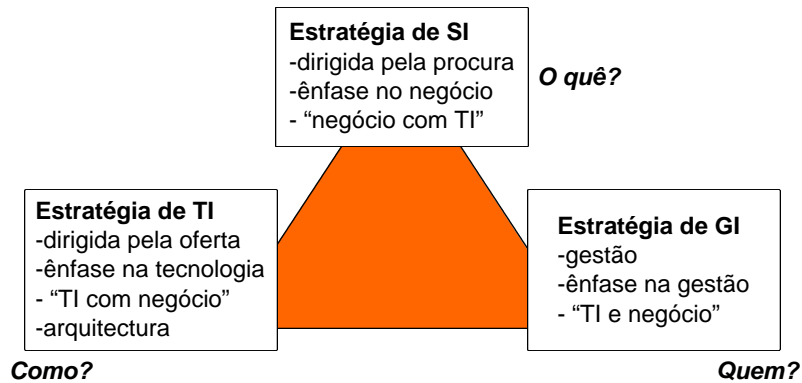 Estratégia de SI
-dirigida pela procura
-ênfase no negócio
- “negócio com TI”
O quê?
Estratégia de TI
-dirigida pela oferta
-ênfase na tecnologia
- “TI com negócio”
-arquitectura
Como?
Estratégia de GI
-gestão
-ênfase na gestão
- “TI e negócio”
Quem?